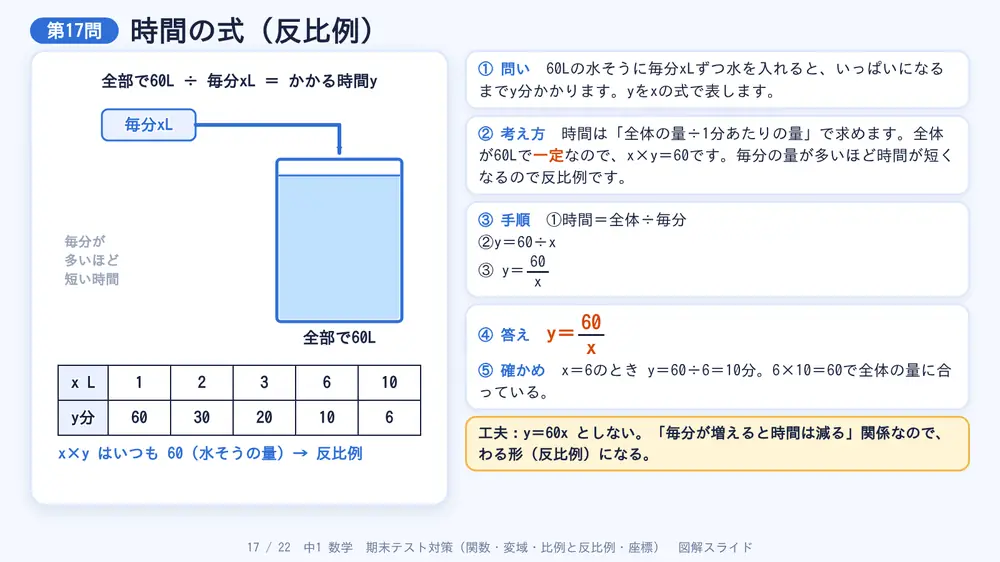 第17問 時間の式（反比例）
全部で60L ÷ 毎分xL ＝ かかる時間y
毎分xL
毎分が
多いほど
短い時間
全部で60L
x L 1 2 3 6 10
y分 60 30 20 10 6
x×y はいつも 60（水そうの量）→ 反比例
① 問い　60Lの水そうに毎分xLずつ水を入れると、いっぱいになる
までy分かかります。yをxの式で表します。
② 考え方　時間は「全体の量÷1分あたりの量」で求めます。全体
が60Lで一定なので、x×y＝60です。毎分の量が多いほど時間が短く
なるので反比例です。
③ 手順　①時間＝全体÷毎分
②y＝60÷x
③ y＝60/x
④ 答え　y＝60/x
⑤ 確かめ　x＝6のとき y＝60÷6＝10分。6×10＝60で全体の量に合
っている。
工夫：y＝60x としない。「毎分が増えると時間は減る」関係なので、
わる形（反比例）になる。
17 / 22　中1 数学　期末テスト対策（関数・変域・比例と反比例・座標）　図解スライド